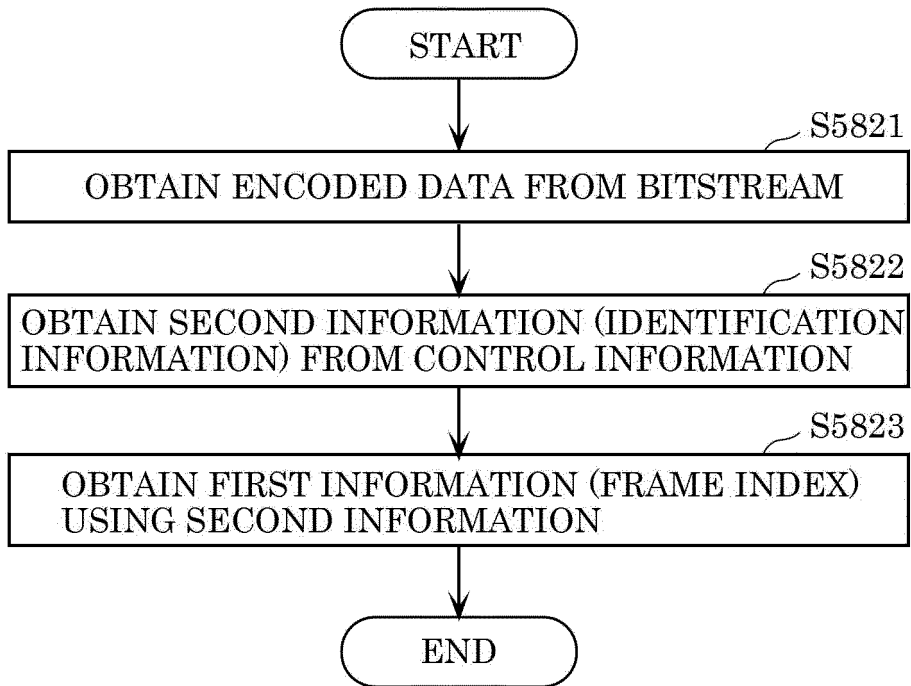 START
S5821
OBTAIN ENCODED DATA FROM BITSTREAM
S5822
OBTAIN SECOND INFORMATION (IDENTIFICATION
INFORMATION) FROM CONTROL INFORMATION
S5823
OBTAIN FIRST INFORMATION (FRAME INDEX)
USING SECOND INFORMATION
END